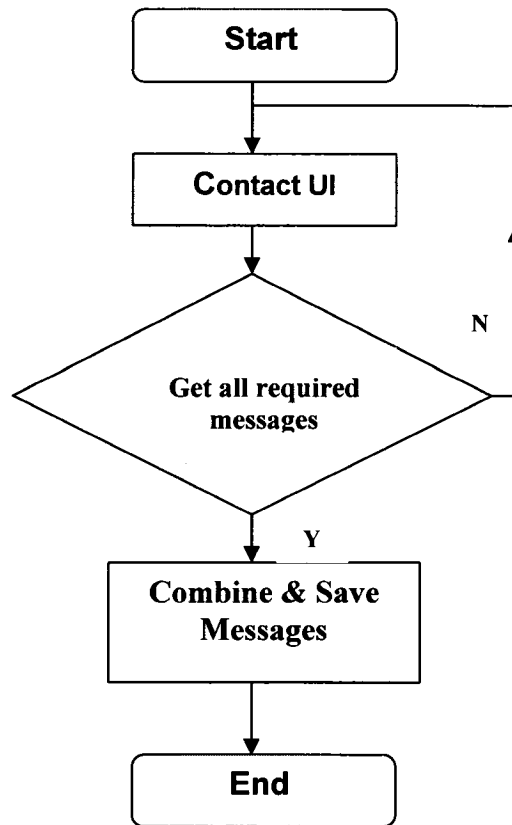 Start
Contact UI
N
Get all required
messages
Y
Combine & Save
Messages
End